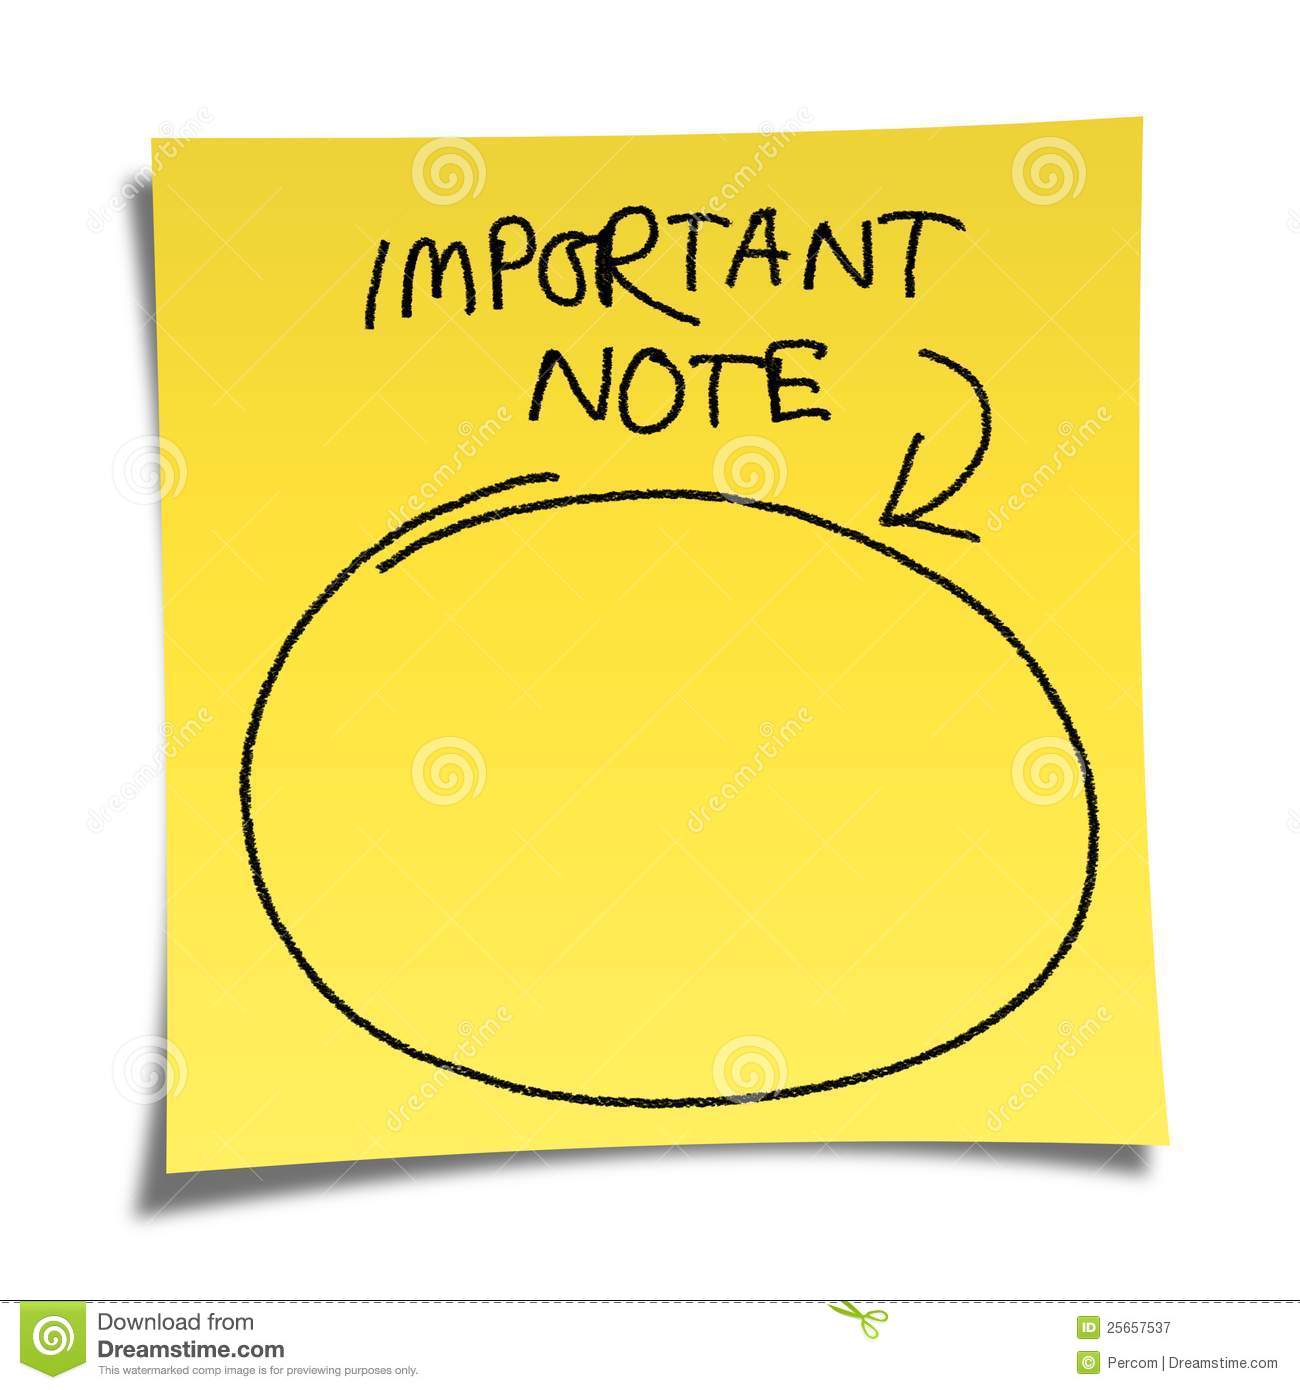 IMPORTANT
NOTE
Download from
Dreamstime.com
This watermarked comp image is for previewing purposes only.
ID 25657537
© Percom | Dreamstime.com
dreamstime